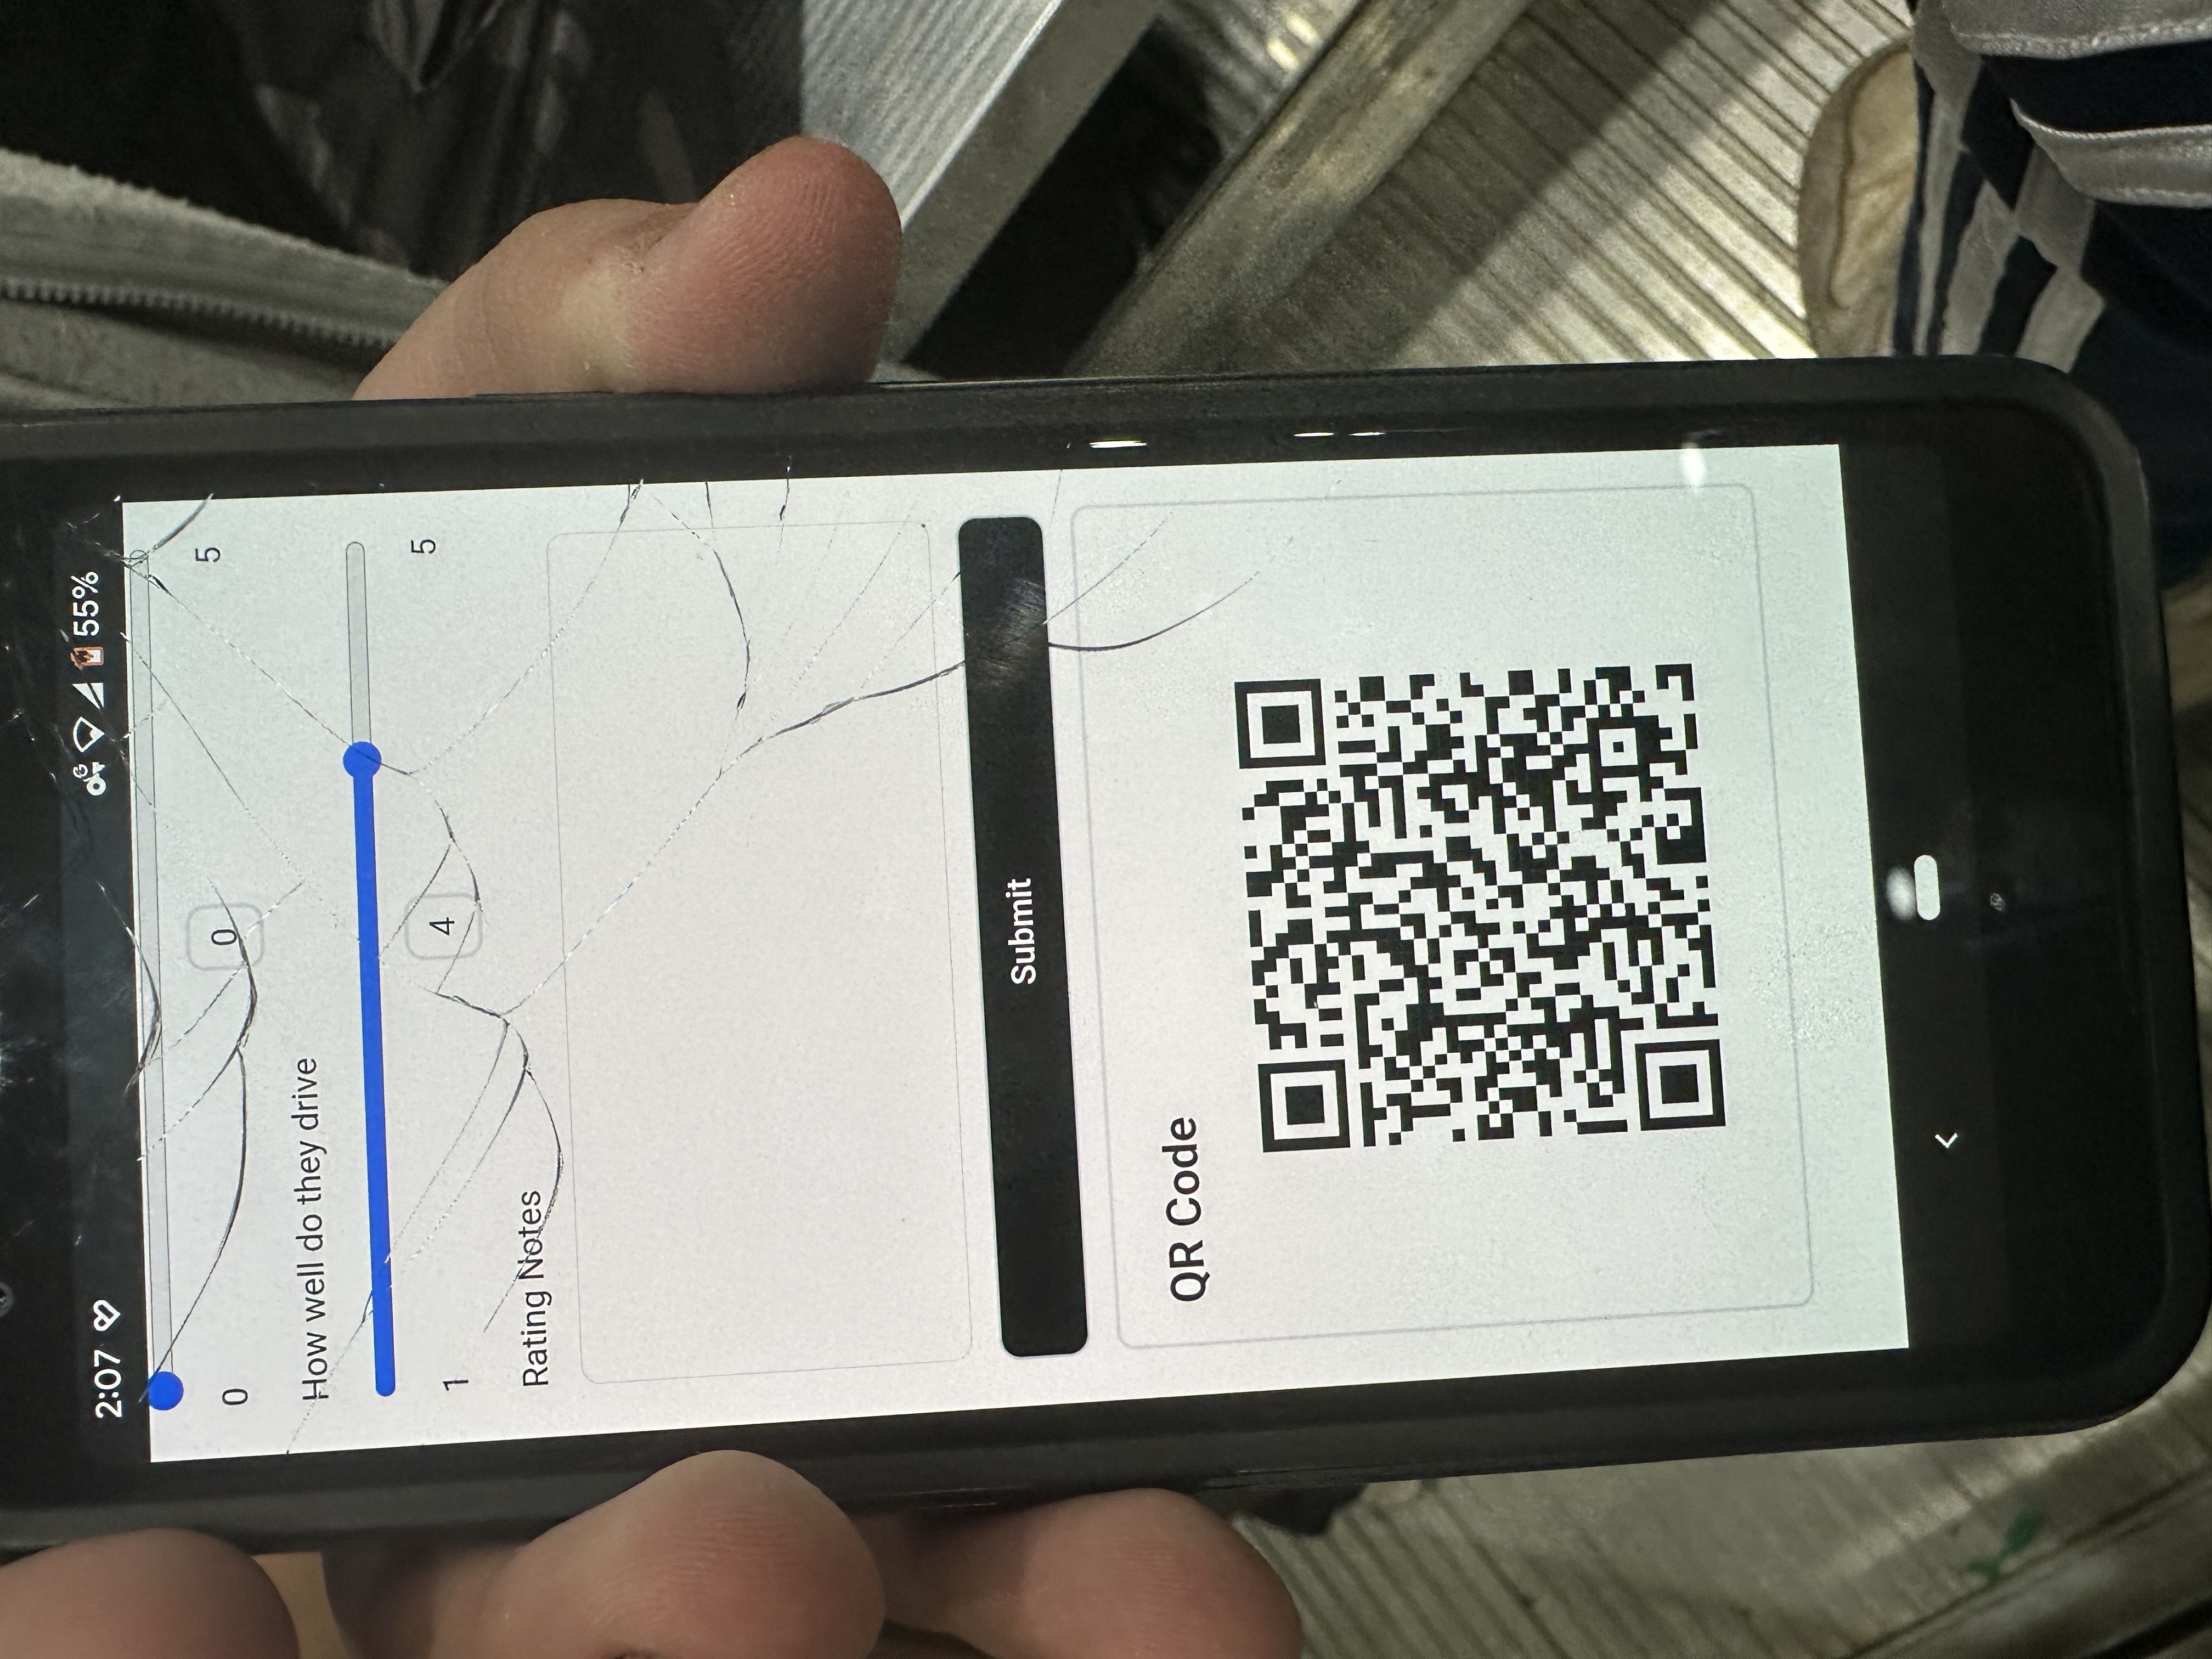 2:07 55%
0 0 5
How well do they drive
1 4 5
Rating Notes
Submit
QR Code